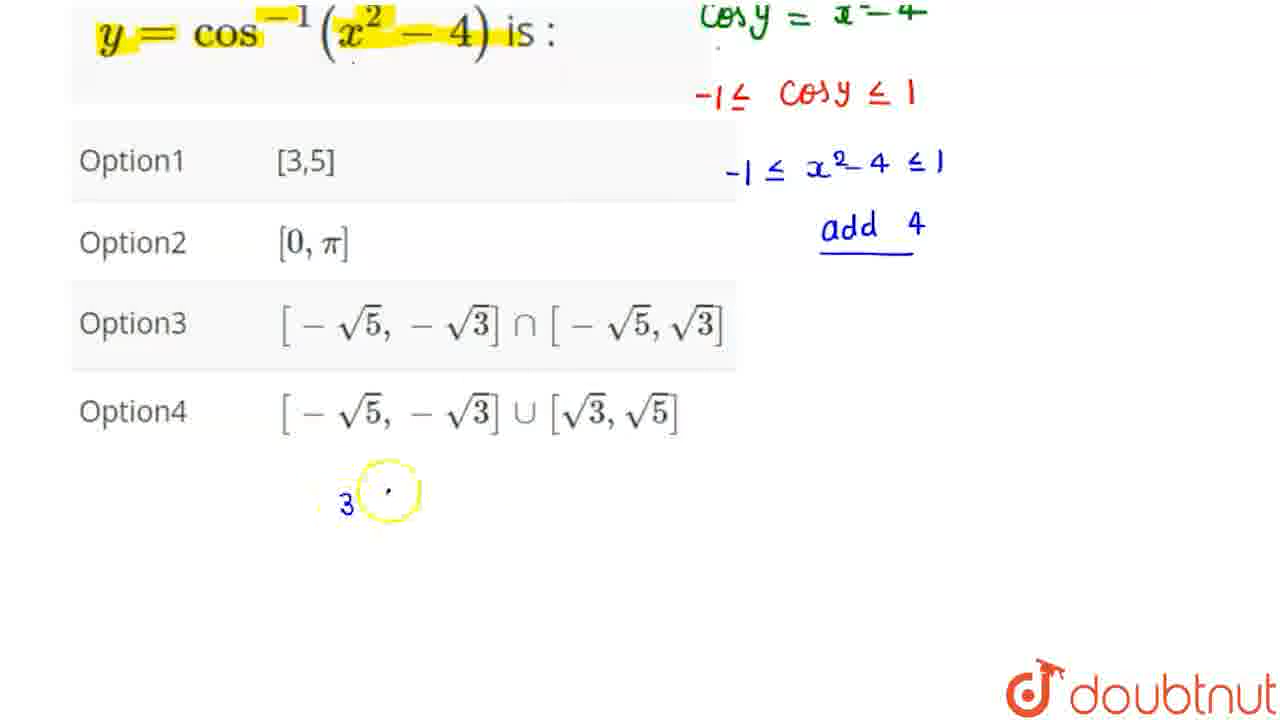 y = cos⁻¹(x² − 4) is :
Option1 [3,5]
Option2 [0, π]
Option3 [−√5, −√3] ∩ [−√5, √3]
Option4 [−√5, −√3] ∪ [√3, √5]
3
cos y = x² − 4
-1 ≤ cos y ≤ 1
-1 ≤ x² − 4 ≤ 1
add 4
doubtnut